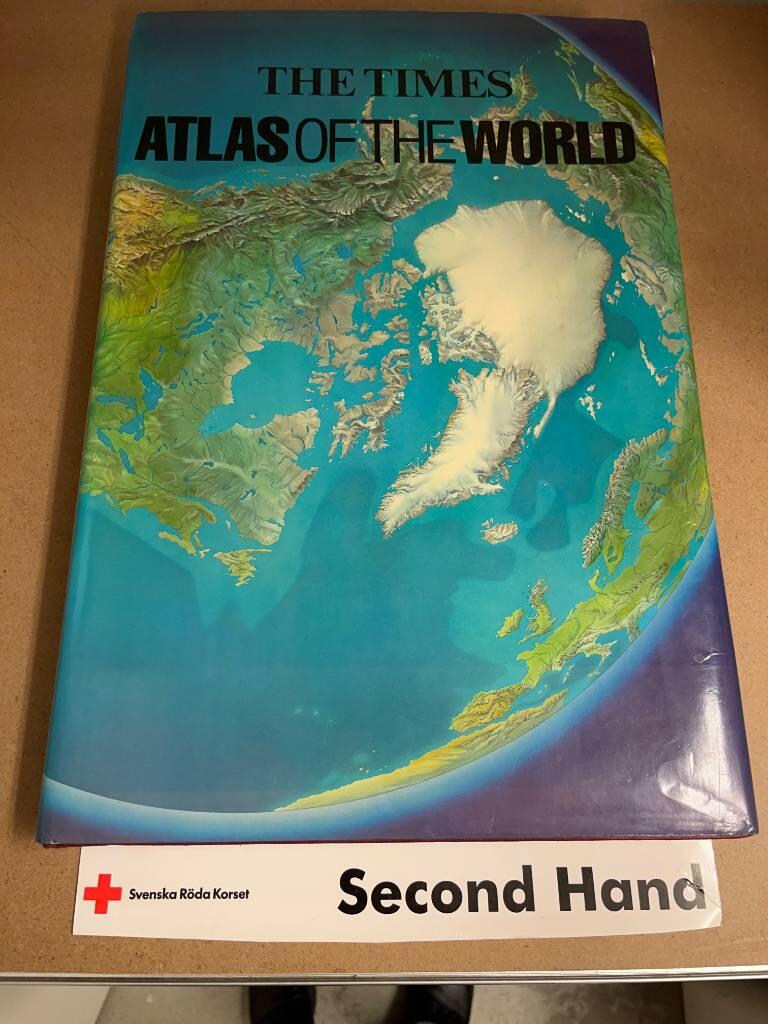 THE TIMES
ATLAS OF THE WORLD
Svenska Röda Korset
Second Hand